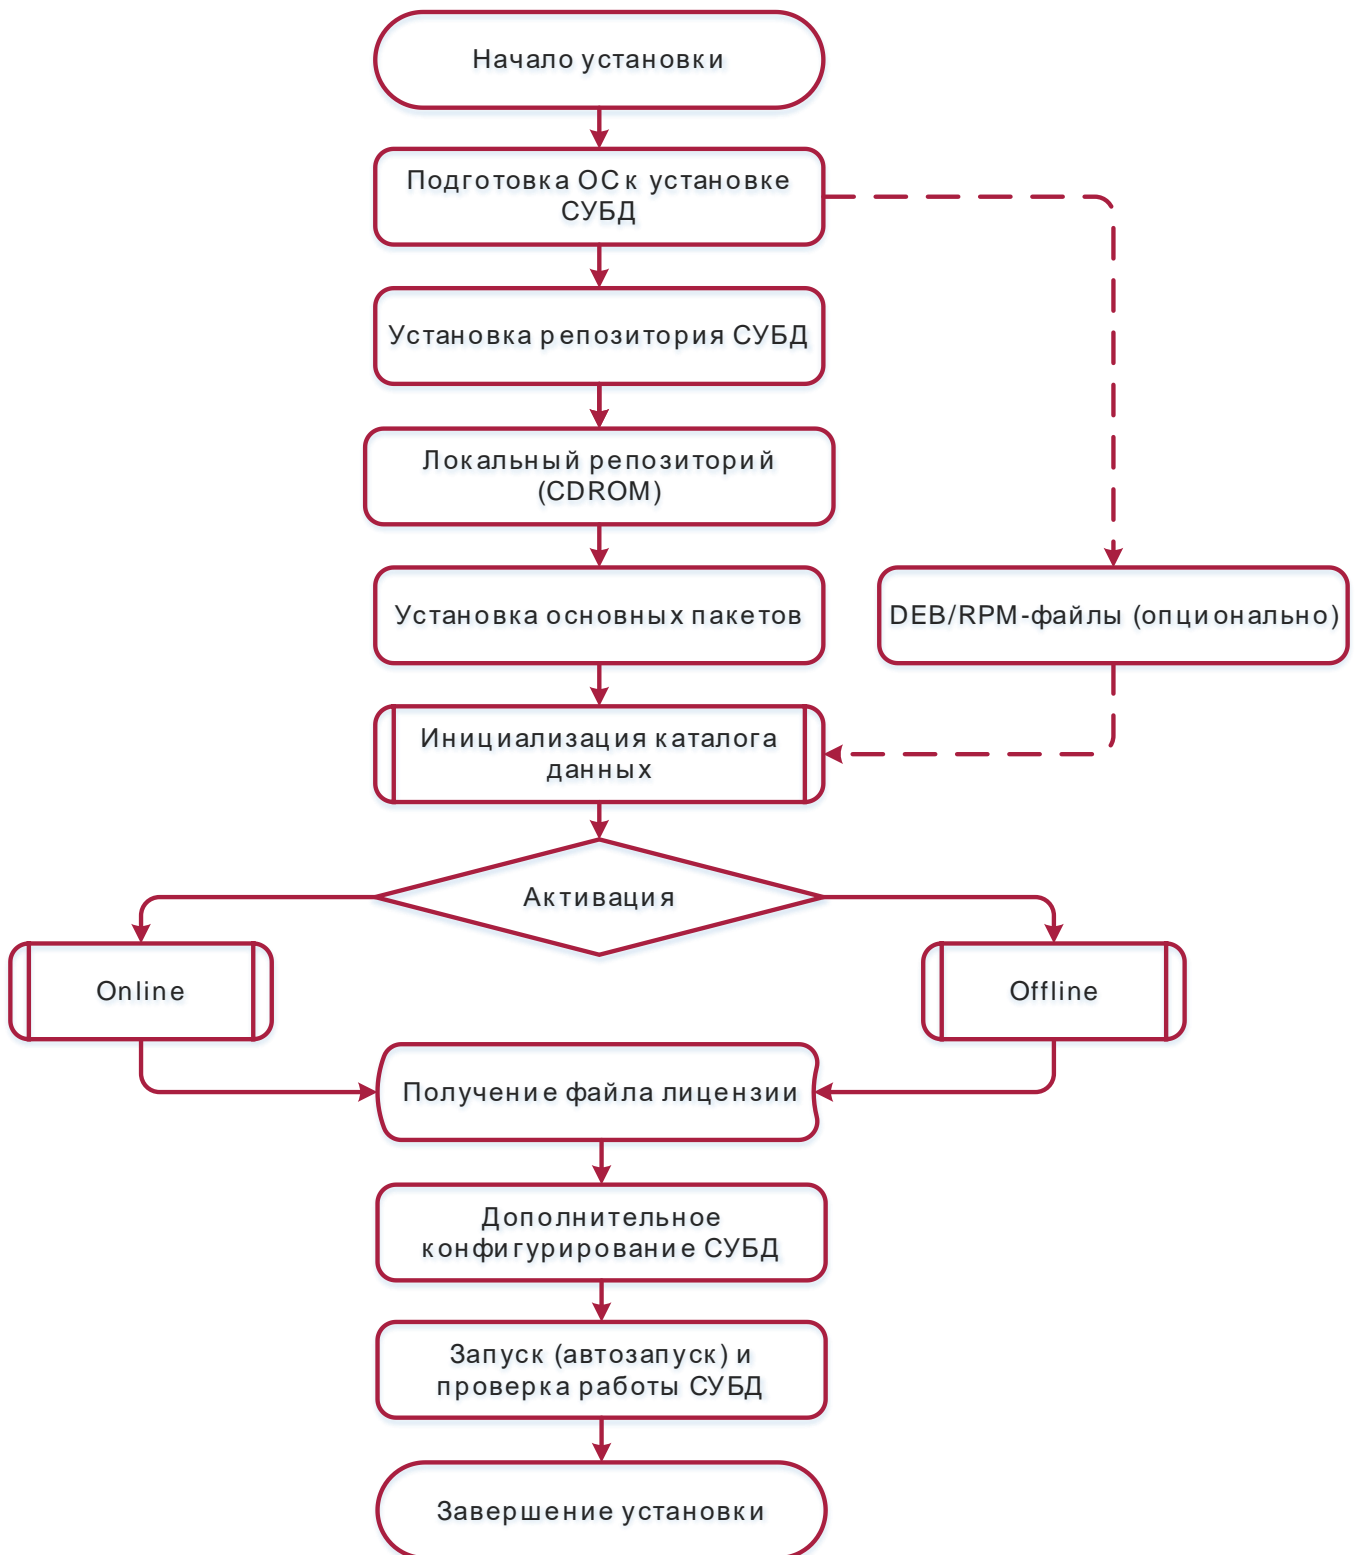 Начало установки
Подготовка ОС к установке
СУБД
Установка репозитория СУБД
Локальный репозиторий
(CDROM)
Установка основных пакетов
DEB/RPM-файлы (опционально)
Инициализация каталога
данных
Активация
Online
Offline
Получение файла лицензии
Дополнительное
конфигурирование СУБД
Запуск (автозапуск) и
проверка работы СУБД
Завершение установки